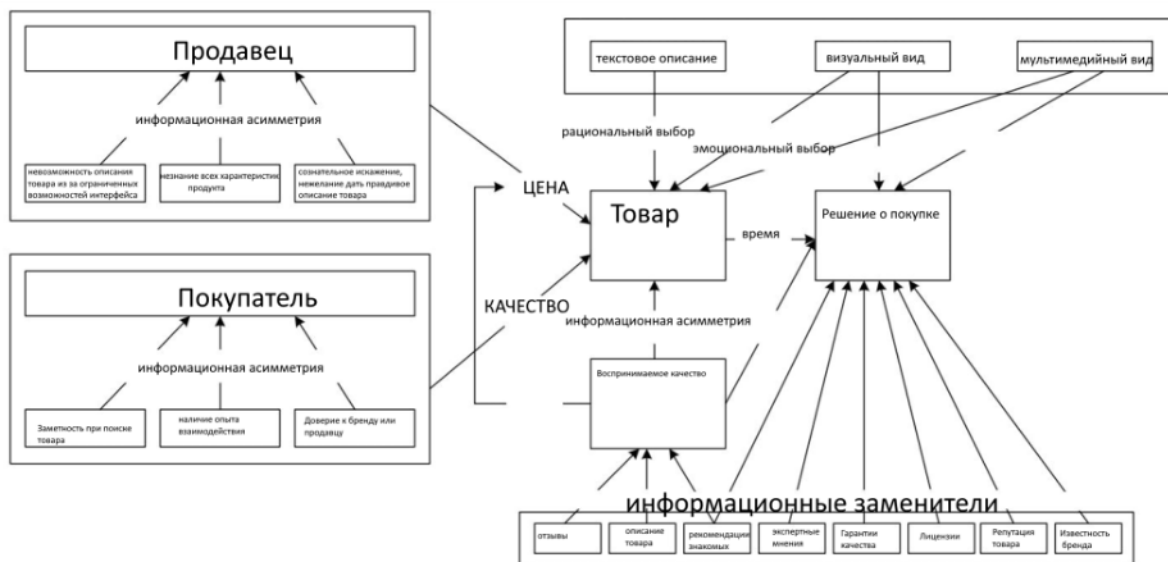 Продавец
информационная асимметрия
невозможность описания
товара из за ограниченных
возможностей интерфейса
незнание всех характеристик
продукта
сознательное искажение,
нежелание дать правдивое
описание товара
Покупатель
информационная асимметрия
Заметность при поиске
товара
наличие опыта
взаимодействия
Доверие к бренду или
продавцу
текстовое описание
визуальный вид
мультимедийный вид
рациональный выбор
эмоциональный выбор
ЦЕНА
Товар
время
Решение о покупке
КАЧЕСТВО
информационная асимметрия
Воспринимаемое качество
информационные заменители
отзывы
описание
товара
рекомендации
знакомых
экспертные
мнения
Гарантии
качества
Лицензии
Репутация
товара
Известность
бренда